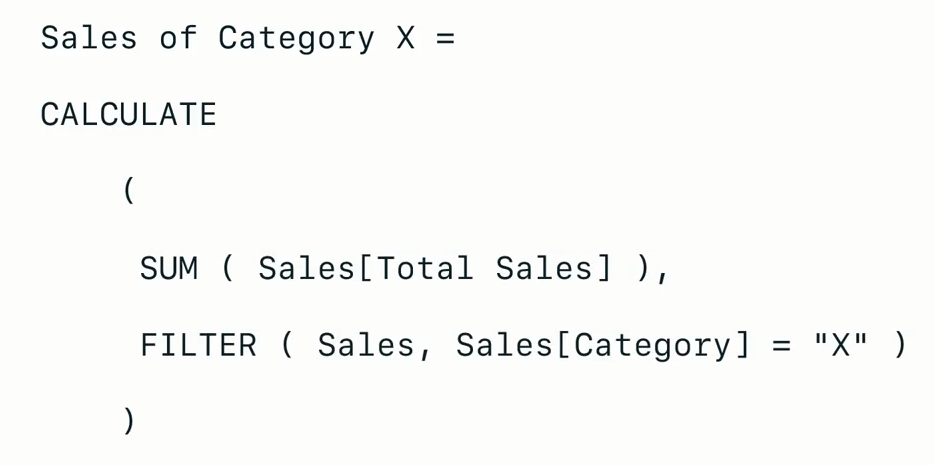 Sales of Category X =
CALCULATE
(
SUM ( Sales[Total Sales] ),
FILTER ( Sales, Sales[Category] = "X" )
)